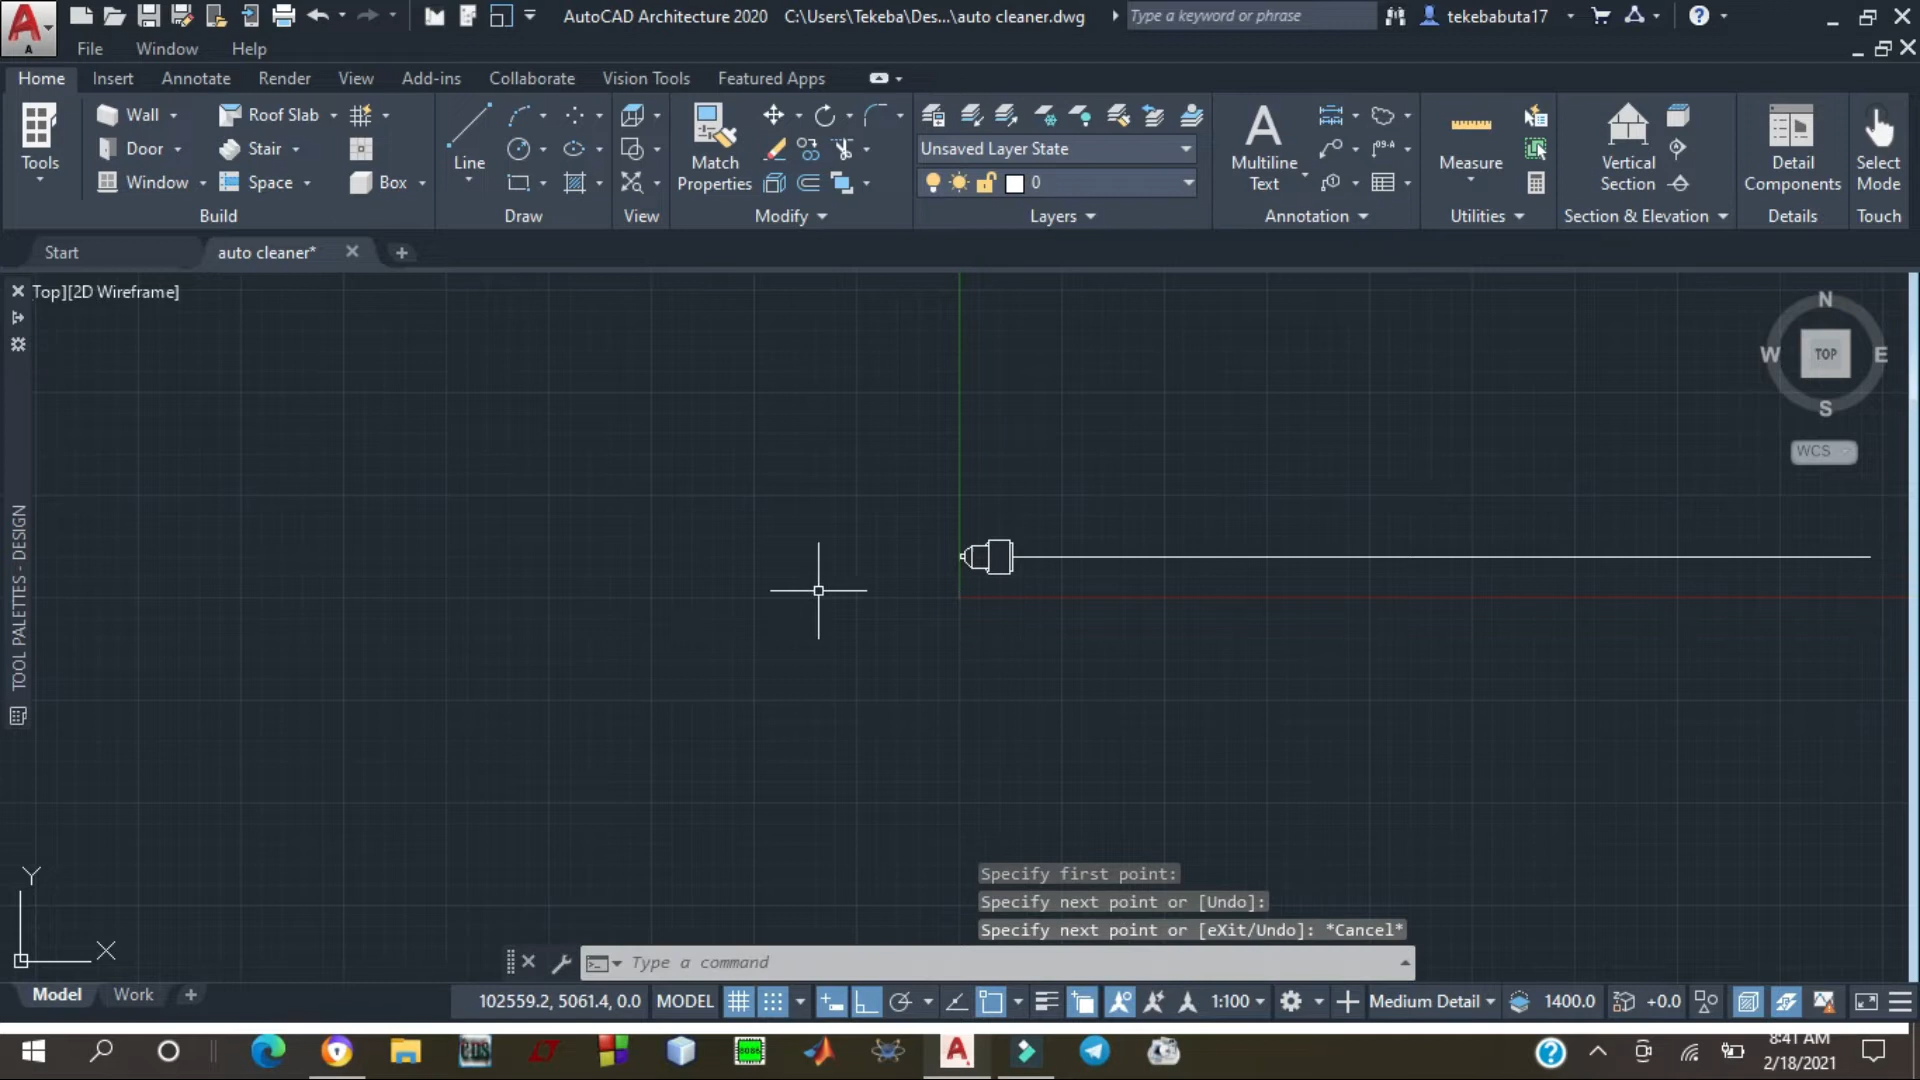 A
AutoCAD Architecture 2020 C:\Users\Tekeba\Des...\auto cleaner.dwg Type a keyword or phrase tekebabuta17
File Window Help
Home Insert Annotate Render View Add-ins Collaborate Vision Tools Featured Apps
Tools Wall Door Window Roof Slab Stair Space Box
Line
Match Properties
Unsaved Layer State
0
Multiline Text
Measure
Vertical Section
Detail Components
Select Mode
Build Draw View Modify Layers Annotation Utilities Section & Elevation Details Touch
Start auto cleaner*
Top][2D Wireframe]
N
W TOP E
S
WCS
TOOL PALETTES - DESIGN
Y
X
Specify first point:
Specify next point or [Undo]:
Specify next point or [eXit/Undo]: *Cancel*
Type a command
Model Work
102559.2, 5061.4, 0.0 MODEL 1:100 Medium Detail 1400.0 +0.0
8:41 AM
2/18/2021